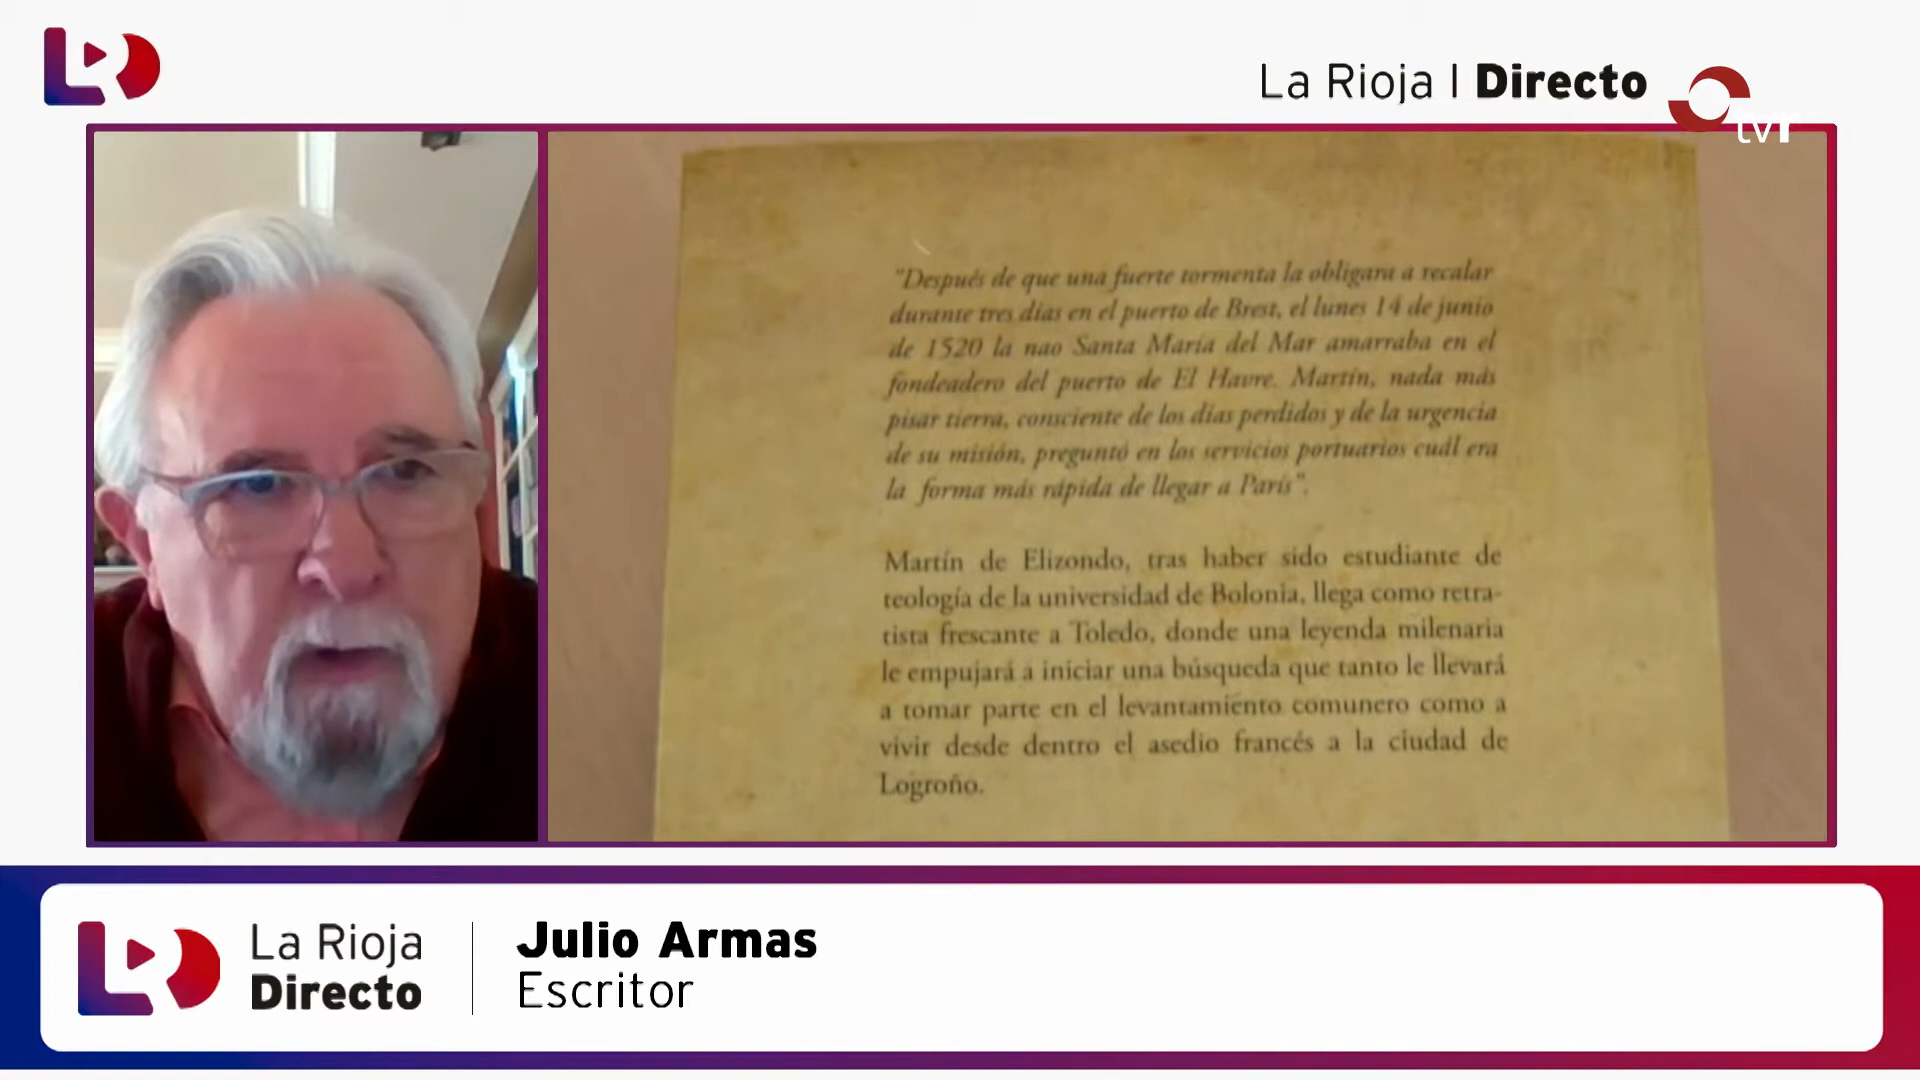 La Rioja | Directo
tvr
"Después de que una fuerte tormenta la obligara a recalar
durante tres días en el puerto de Brest, el lunes 14 de junio
de 1520 la nao Santa María del Mar amarraba en el
fondeadero del puerto de El Havre. Martín, nada más
pisar tierra, consciente de los días perdidos y de la urgencia
de su misión, preguntó en los servicios portuarios cuál era
la forma más rápida de llegar a París".
Martín de Elizondo, tras haber sido estudiante de
teología de la universidad de Bolonia, llega como retra-
tista frescante a Toledo, donde una leyenda milenaria
le empujará a iniciar una búsqueda que tanto le llevará
a tomar parte en el levantamiento comunero como a
vivir desde dentro el asedio francés a la ciudad de
Logroño.
La Rioja
Directo
Julio Armas
Escritor